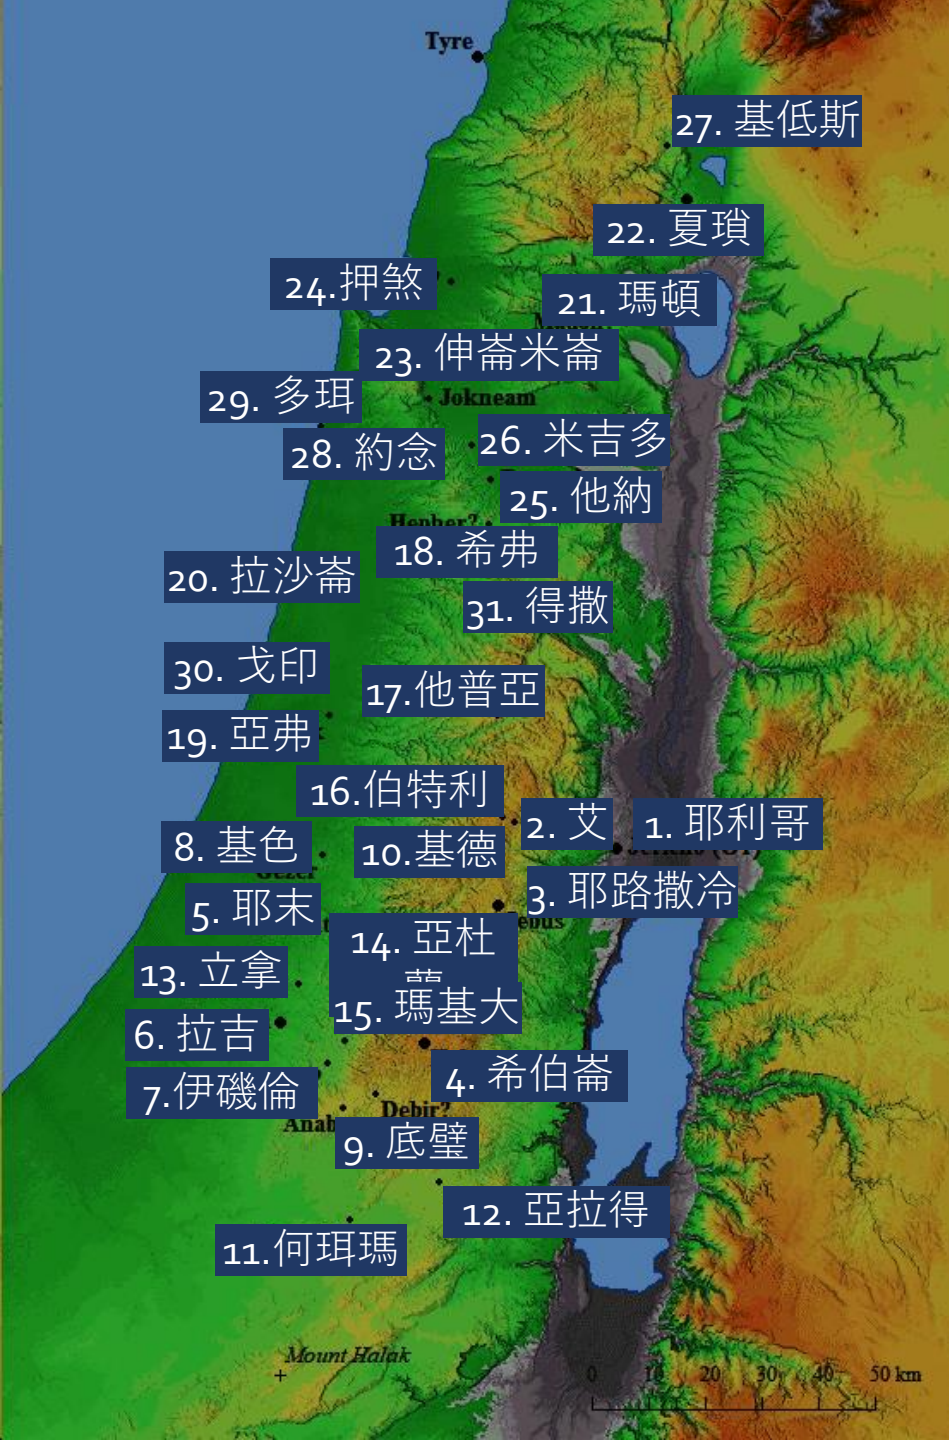 Tyre
27. 基低斯
22. 夏瑣
24.押煞
21. 瑪頓
23. 伸崙米崙
29. 多珥
Jokneam
28. 約念
26. 米吉多
25. 他納
Hepher?
18. 希弗
20. 拉沙崙
31. 得撒
30. 戈印
17.他普亞
19. 亞弗
16.伯特利
2. 艾
1. 耶利哥
8. 基色
10.基德
Gezer
3. 耶路撒冷
5. 耶末
14. 亞杜
13. 立拿
15. 瑪基大
6. 拉吉
4. 希伯崙
7.伊磯倫
Debir?
Anab
9. 底璧
12. 亞拉得
11.何珥瑪
Mount Halak
0 10 20 30 40 50 km